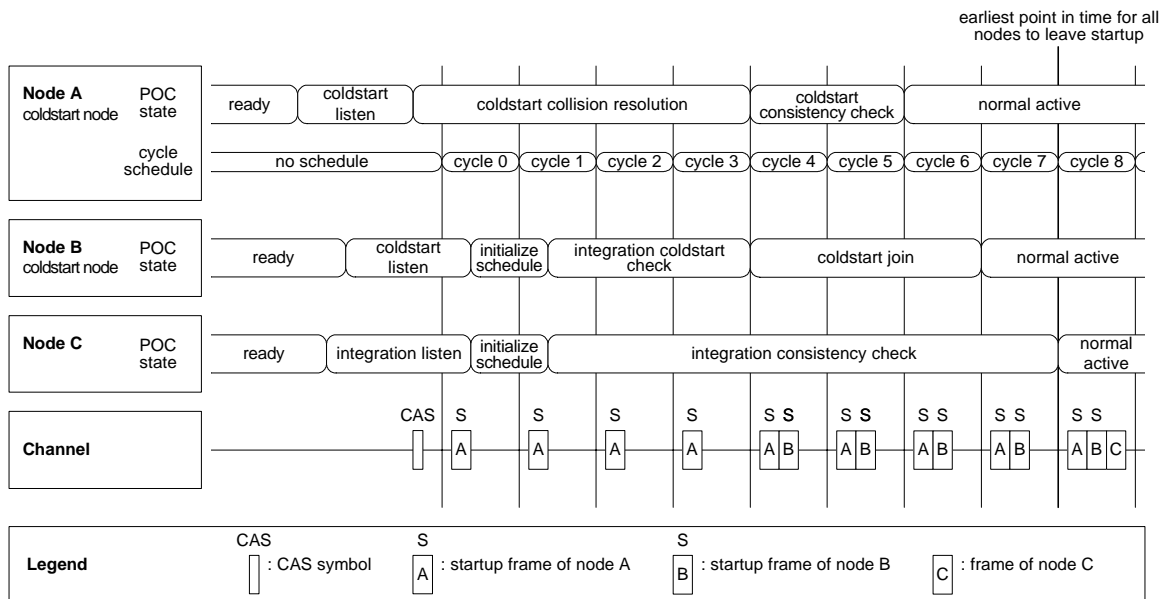 earliest point in time for all
nodes to leave startup
Node A
coldstart node
POC
state
ready
coldstart
listen
coldstart collision resolution
coldstart
consistency check
normal active
cycle
schedule
no schedule
cycle 0
cycle 1
cycle 2
cycle 3
cycle 4
cycle 5
cycle 6
cycle 7
cycle 8
Node B
coldstart node
POC
state
ready
coldstart
listen
initialize
schedule
integration coldstart
check
coldstart join
normal active
Node C
POC
state
ready
integration listen
initialize
schedule
integration consistency check
normal
active
Channel
CAS S S S S S S S S S S S S S S
A A A A A B A B A B A B A B C
Legend
CAS
: CAS symbol
S
A : startup frame of node A
S
B : startup frame of node B
C : frame of node C